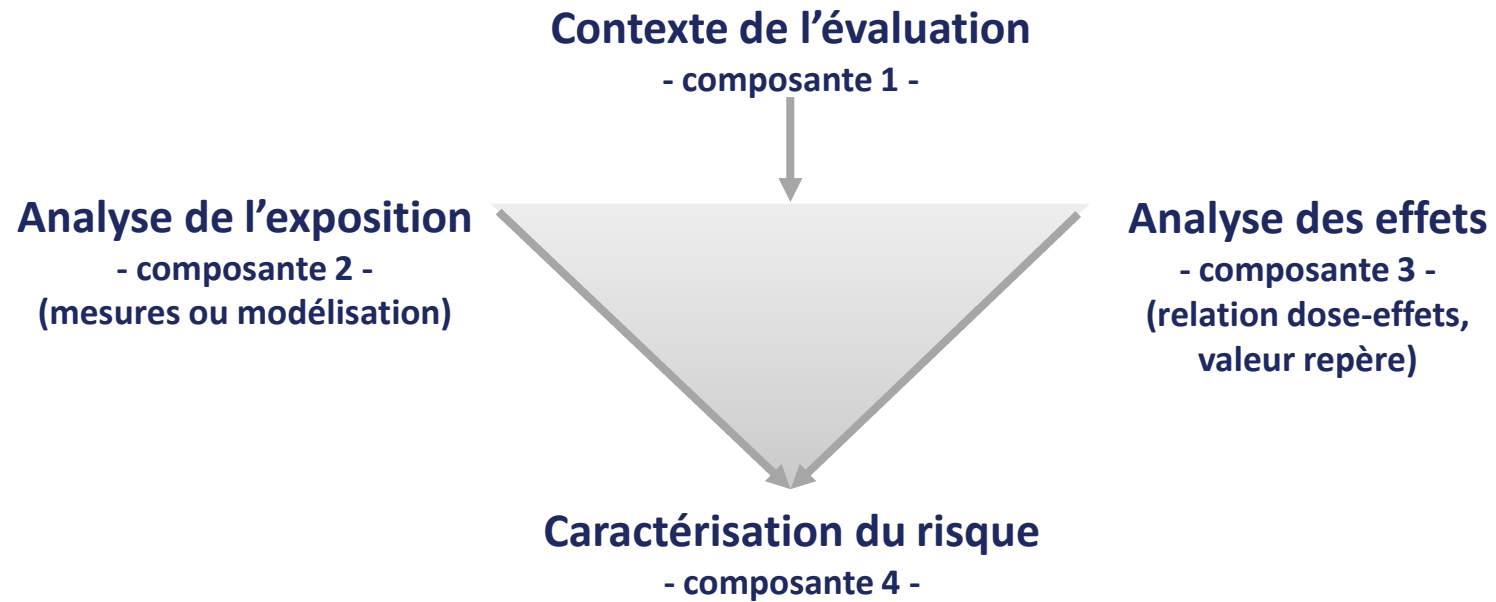 Contexte de l’évaluation
- composante 1 -
Analyse de l’exposition
- composante 2 -
(mesures ou modélisation)
Analyse des effets
- composante 3 -
(relation dose-effets,
valeur repère)
Caractérisation du risque
- composante 4 -